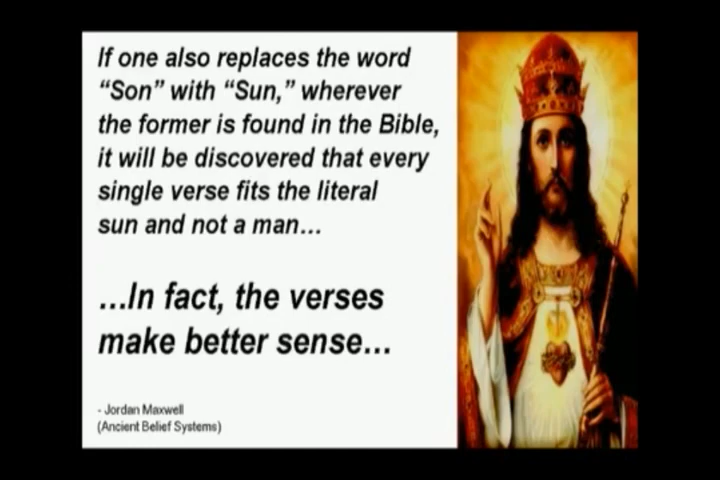 If one also replaces the word
“Son” with “Sun,” wherever
the former is found in the Bible,
it will be discovered that every
single verse fits the literal
sun and not a man…
…In fact, the verses
make better sense…
- Jordan Maxwell
(Ancient Belief Systems)